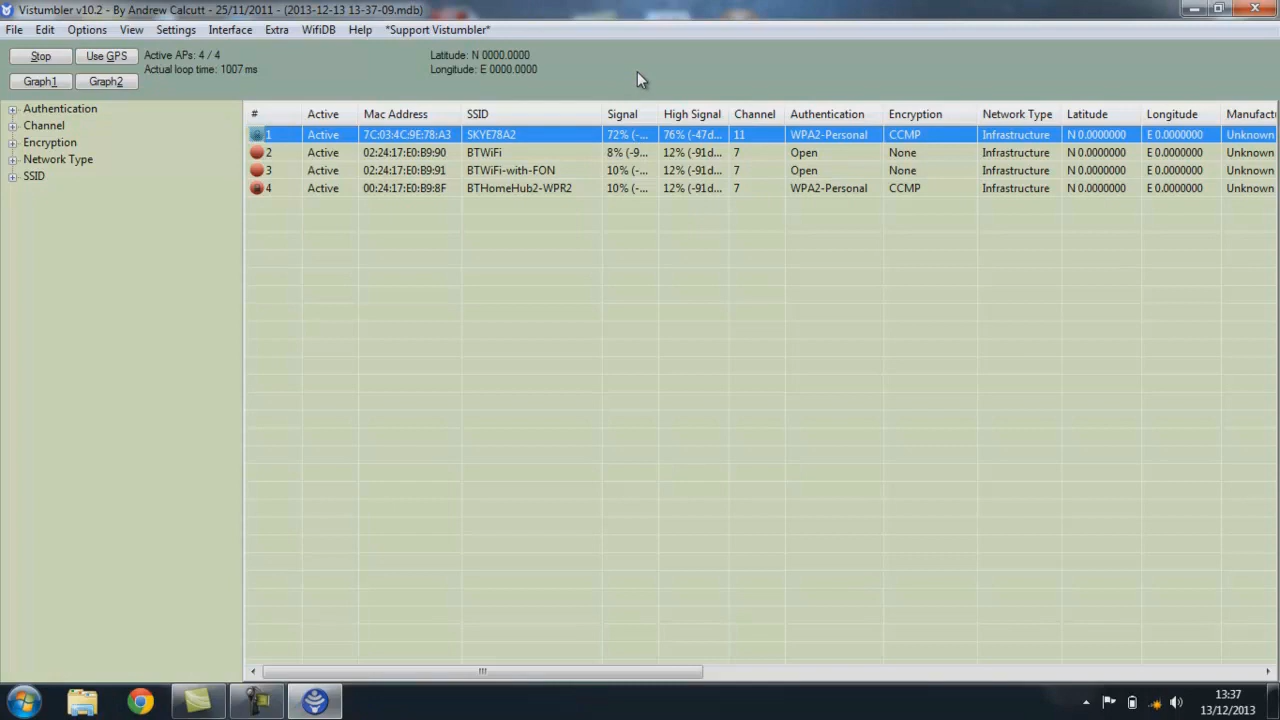 Vistumbler v10.2 - By Andrew Calcutt - 25/11/2011 - (2013-12-13 13-37-09.mdb)
File Edit Options View Settings Interface Extra WifiDB Help *Support Vistumbler*
Stop Use GPS Active APs: 4 / 4 Latitude: N 0000.0000
Actual loop time: 1007 ms Longitude: E 0000.0000
Graph1 Graph2
Authentication
Channel
Encryption
Network Type
SSID
# Active Mac Address SSID Signal High Signal Channel Authentication Encryption Network Type Latitude Longitude Manufactu
1 Active 7C:03:4C:9E:78:A3 SKYE78A2 72% (-... 76% (-47d... 11 WPA2-Personal CCMP Infrastructure N 0.0000000 E 0.0000000 Unknown
2 Active 02:24:17:E0:B9:90 BTWiFi 8% (-9... 12% (-91d... 7 Open None Infrastructure N 0.0000000 E 0.0000000 Unknown
3 Active 02:24:17:E0:B9:91 BTWiFi-with-FON 10% (-... 12% (-91d... 7 Open None Infrastructure N 0.0000000 E 0.0000000 Unknown
4 Active 00:24:17:E0:B9:8F BTHomeHub2-WPR2 10% (-... 12% (-91d... 7 WPA2-Personal CCMP Infrastructure N 0.0000000 E 0.0000000 Unknown
13:37
13/12/2013